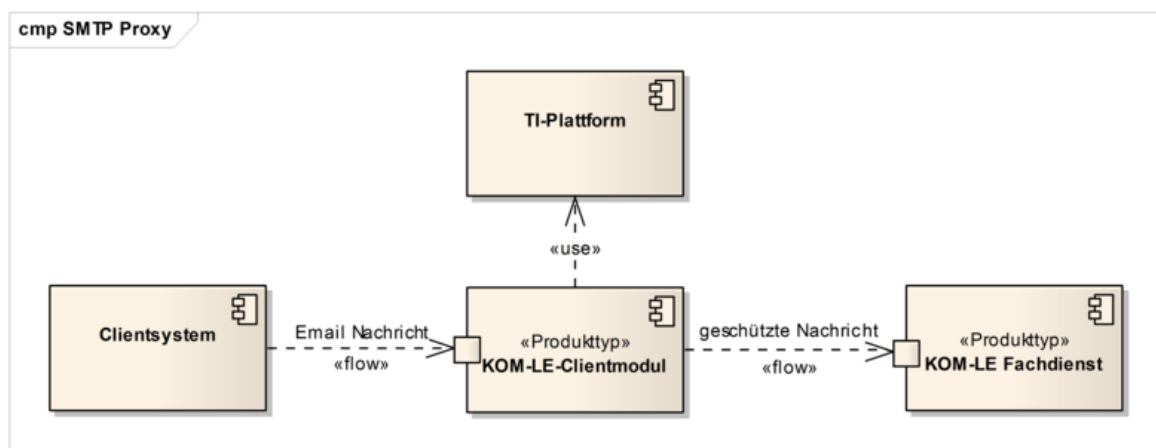 cmp SMTP Proxy
TI-Plattform
«use»
Clientsystem
Email Nachricht
«flow»
«Produkttyp»
KOM-LE-Clientmodul
geschützte Nachricht
«flow»
«Produkttyp»
KOM-LE Fachdienst